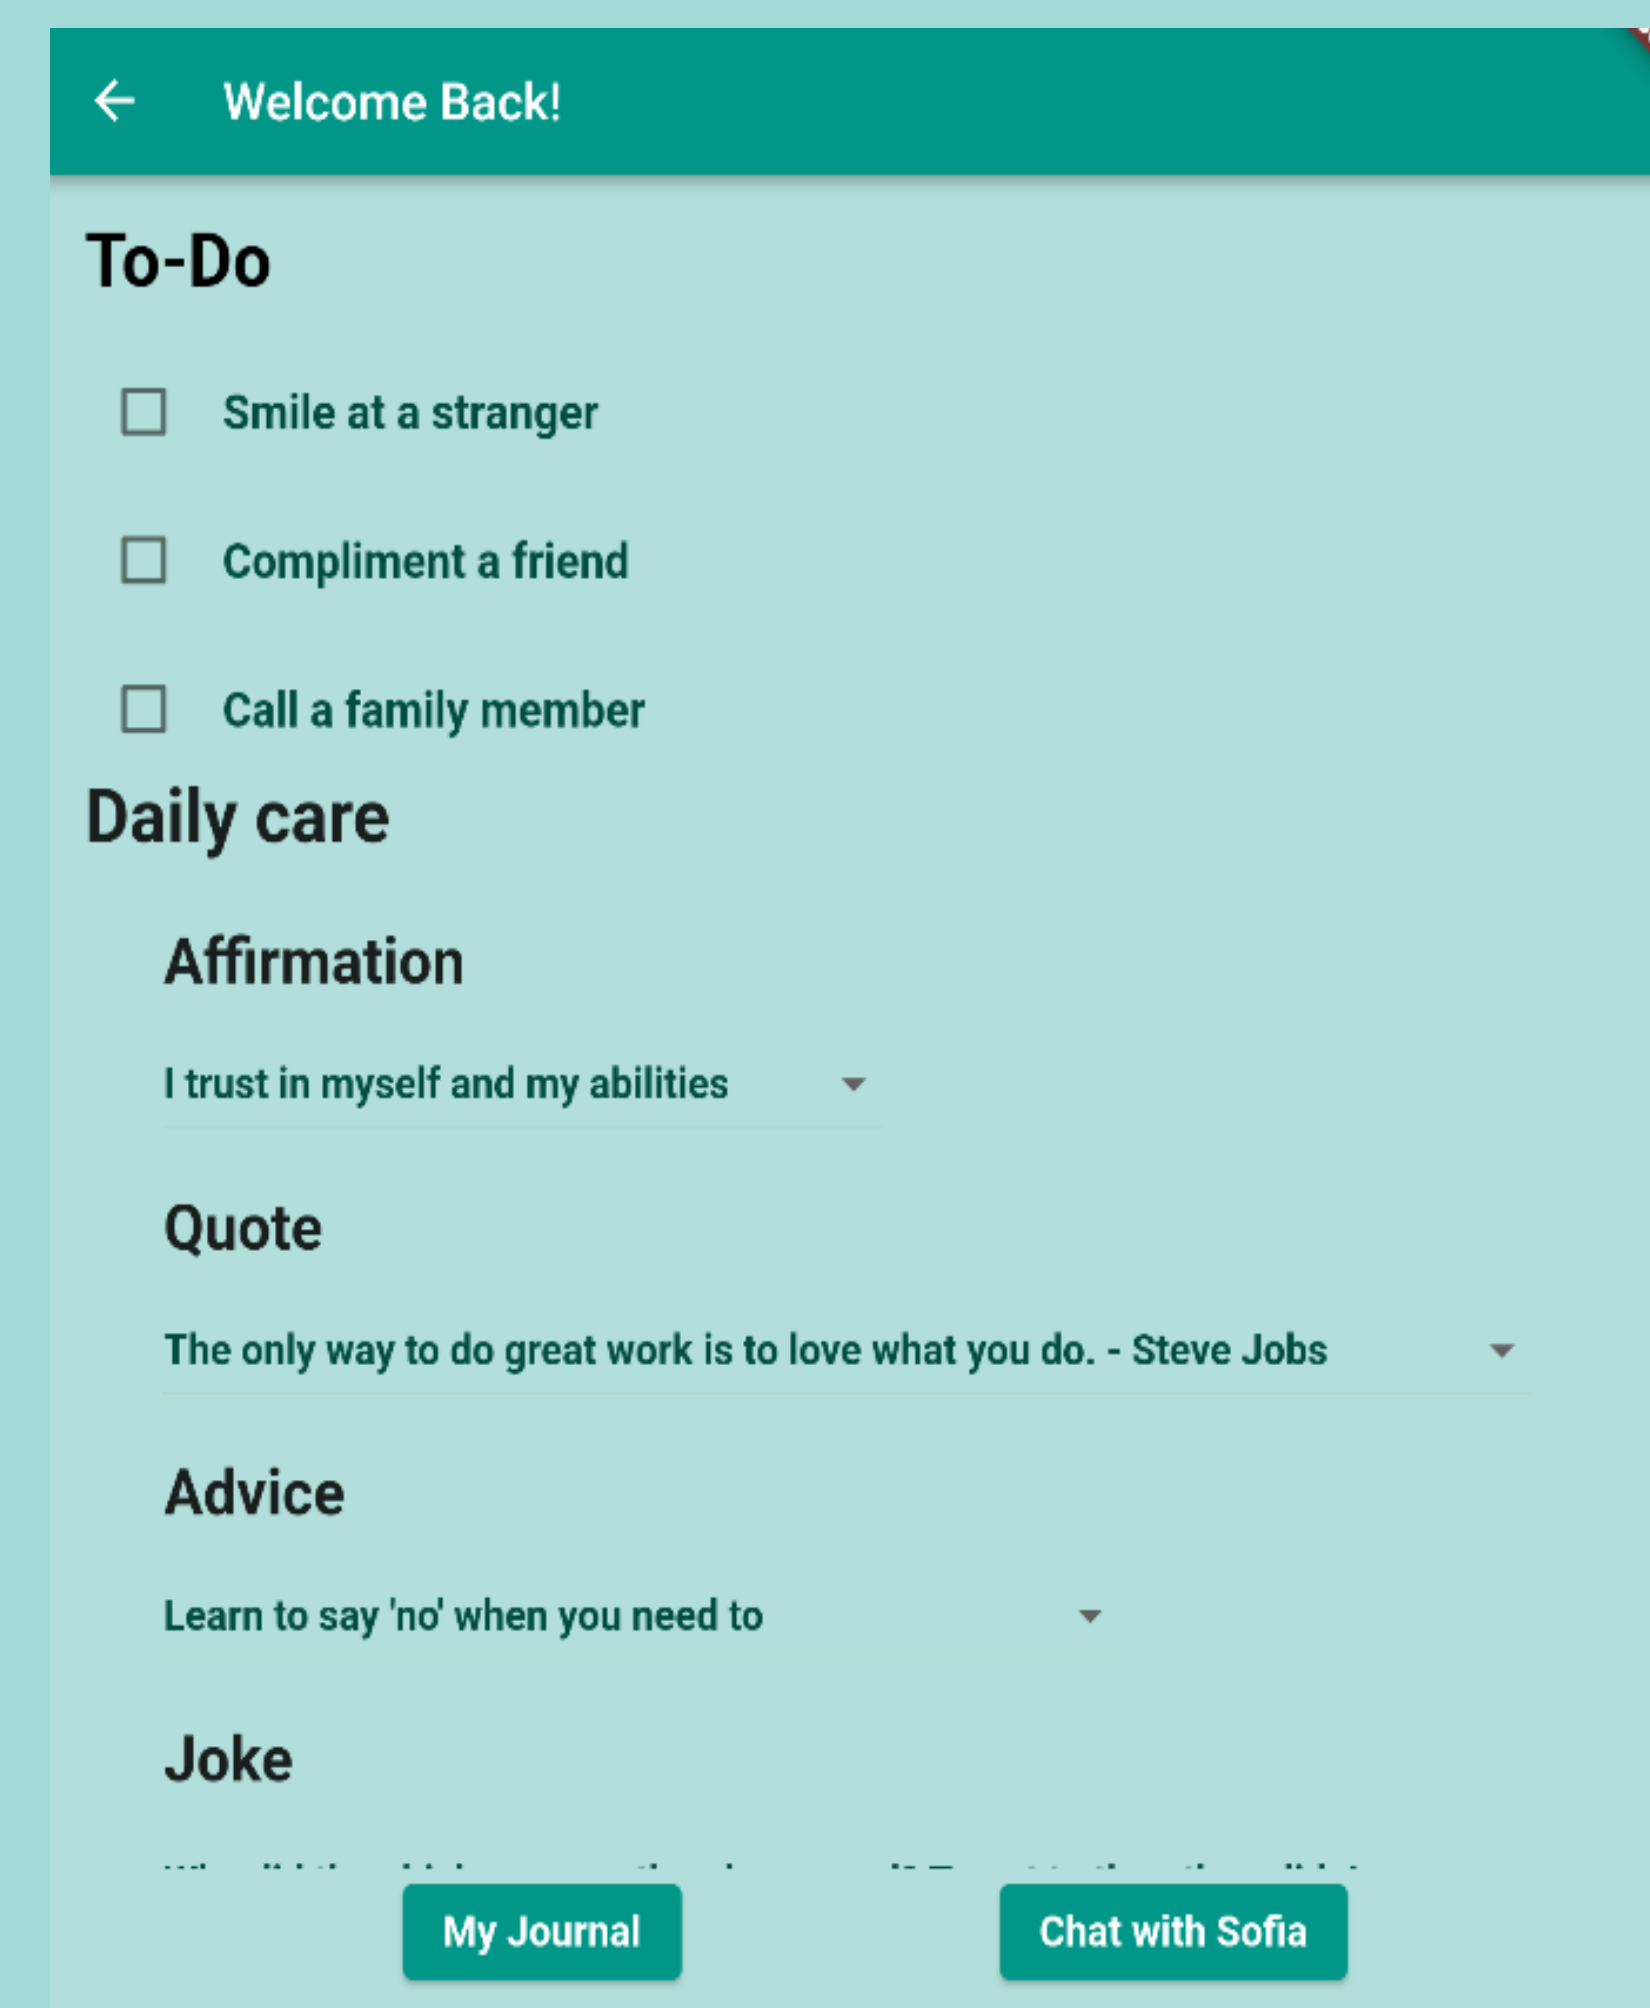 Welcome Back!
To-Do
Smile at a stranger
Compliment a friend
Call a family member
Daily care
Affirmation
I trust in myself and my abilities
Quote
The only way to do great work is to love what you do. - Steve Jobs
Advice
Learn to say 'no' when you need to
Joke
My Journal
Chat with Sofia